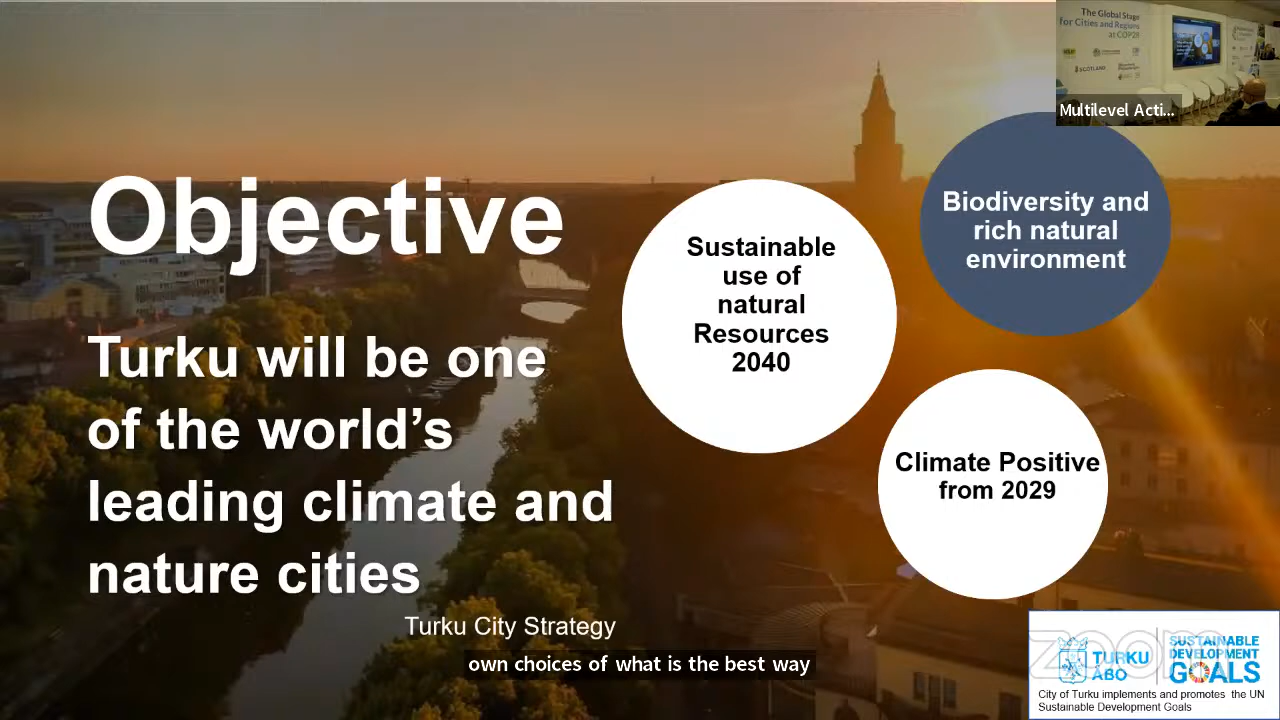 Objective
Turku will be one
of the world’s
leading climate and
nature cities
Turku City Strategy
Sustainable
use of
natural
Resources
2040
Biodiversity and
rich natural
environment
Climate Positive
from 2029
The Global Stage
for Cities and Regions
at COP29
SCOTLAND
Multilevel Acti...
own choices of what is the best way
zoom
TURKU
ÅBO
SUSTAINABLE
DEVELOPMENT
GOALS
City of Turku implements and promotes the UN
Sustainable Development Goals